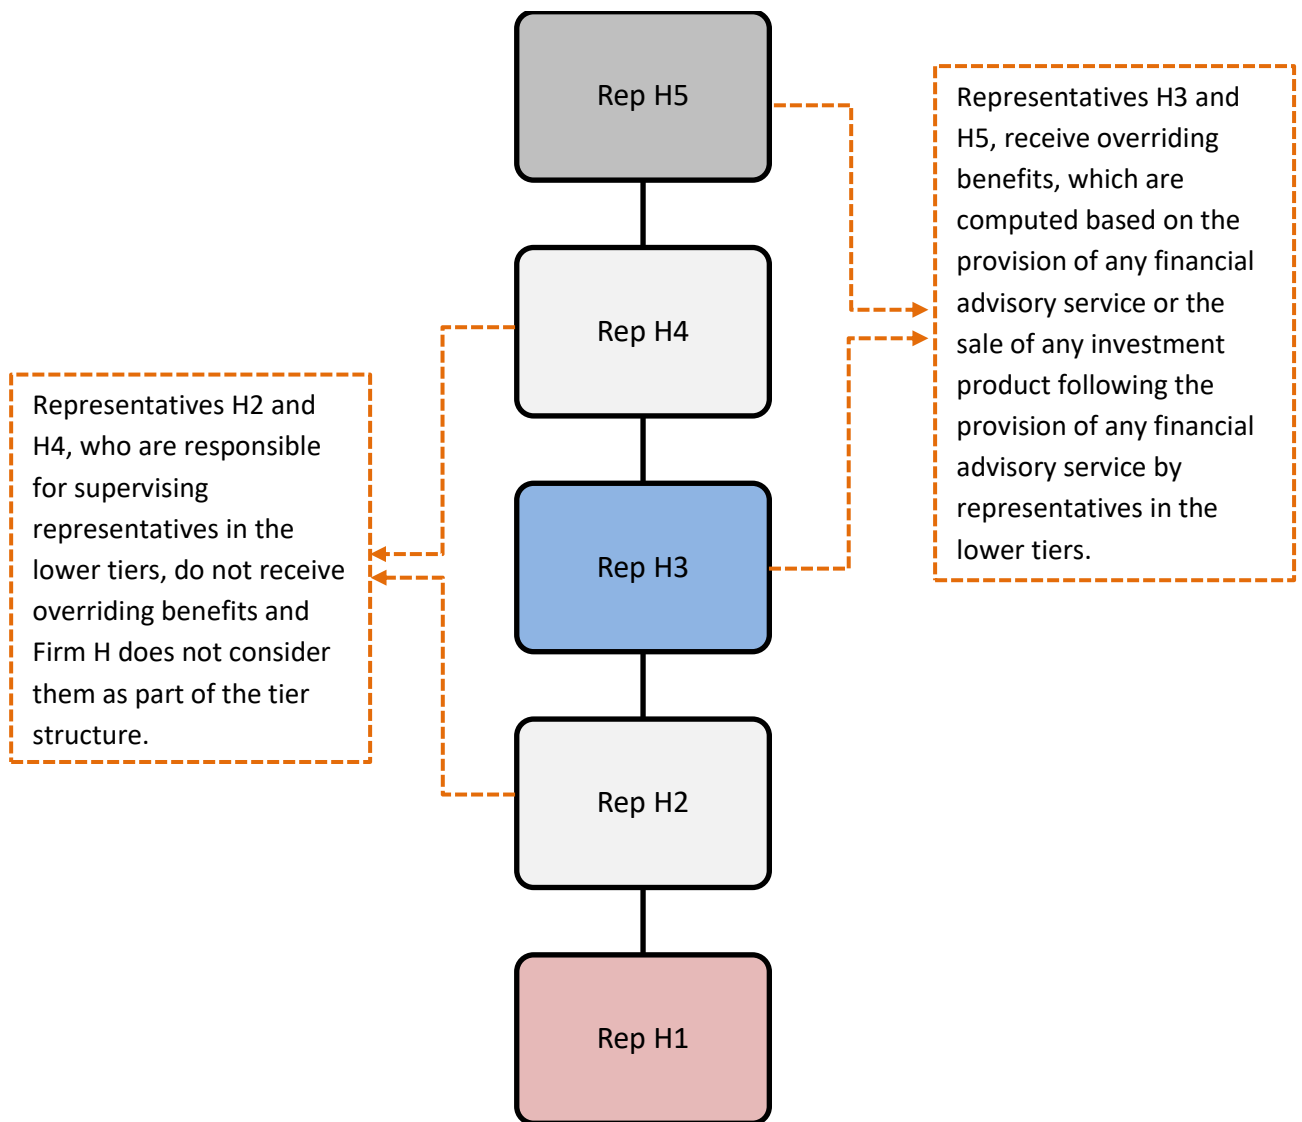 Rep H5
Representatives H3 and
H5, receive overriding
benefits, which are
computed based on the
provision of any financial
advisory service or the
sale of any investment
product following the
provision of any financial
advisory service by
representatives in the
lower tiers.
Rep H4
Representatives H2 and
H4, who are responsible
for supervising
representatives in the
lower tiers, do not receive
overriding benefits and
Firm H does not consider
them as part of the tier
structure.
Rep H3
Rep H2
Rep H1